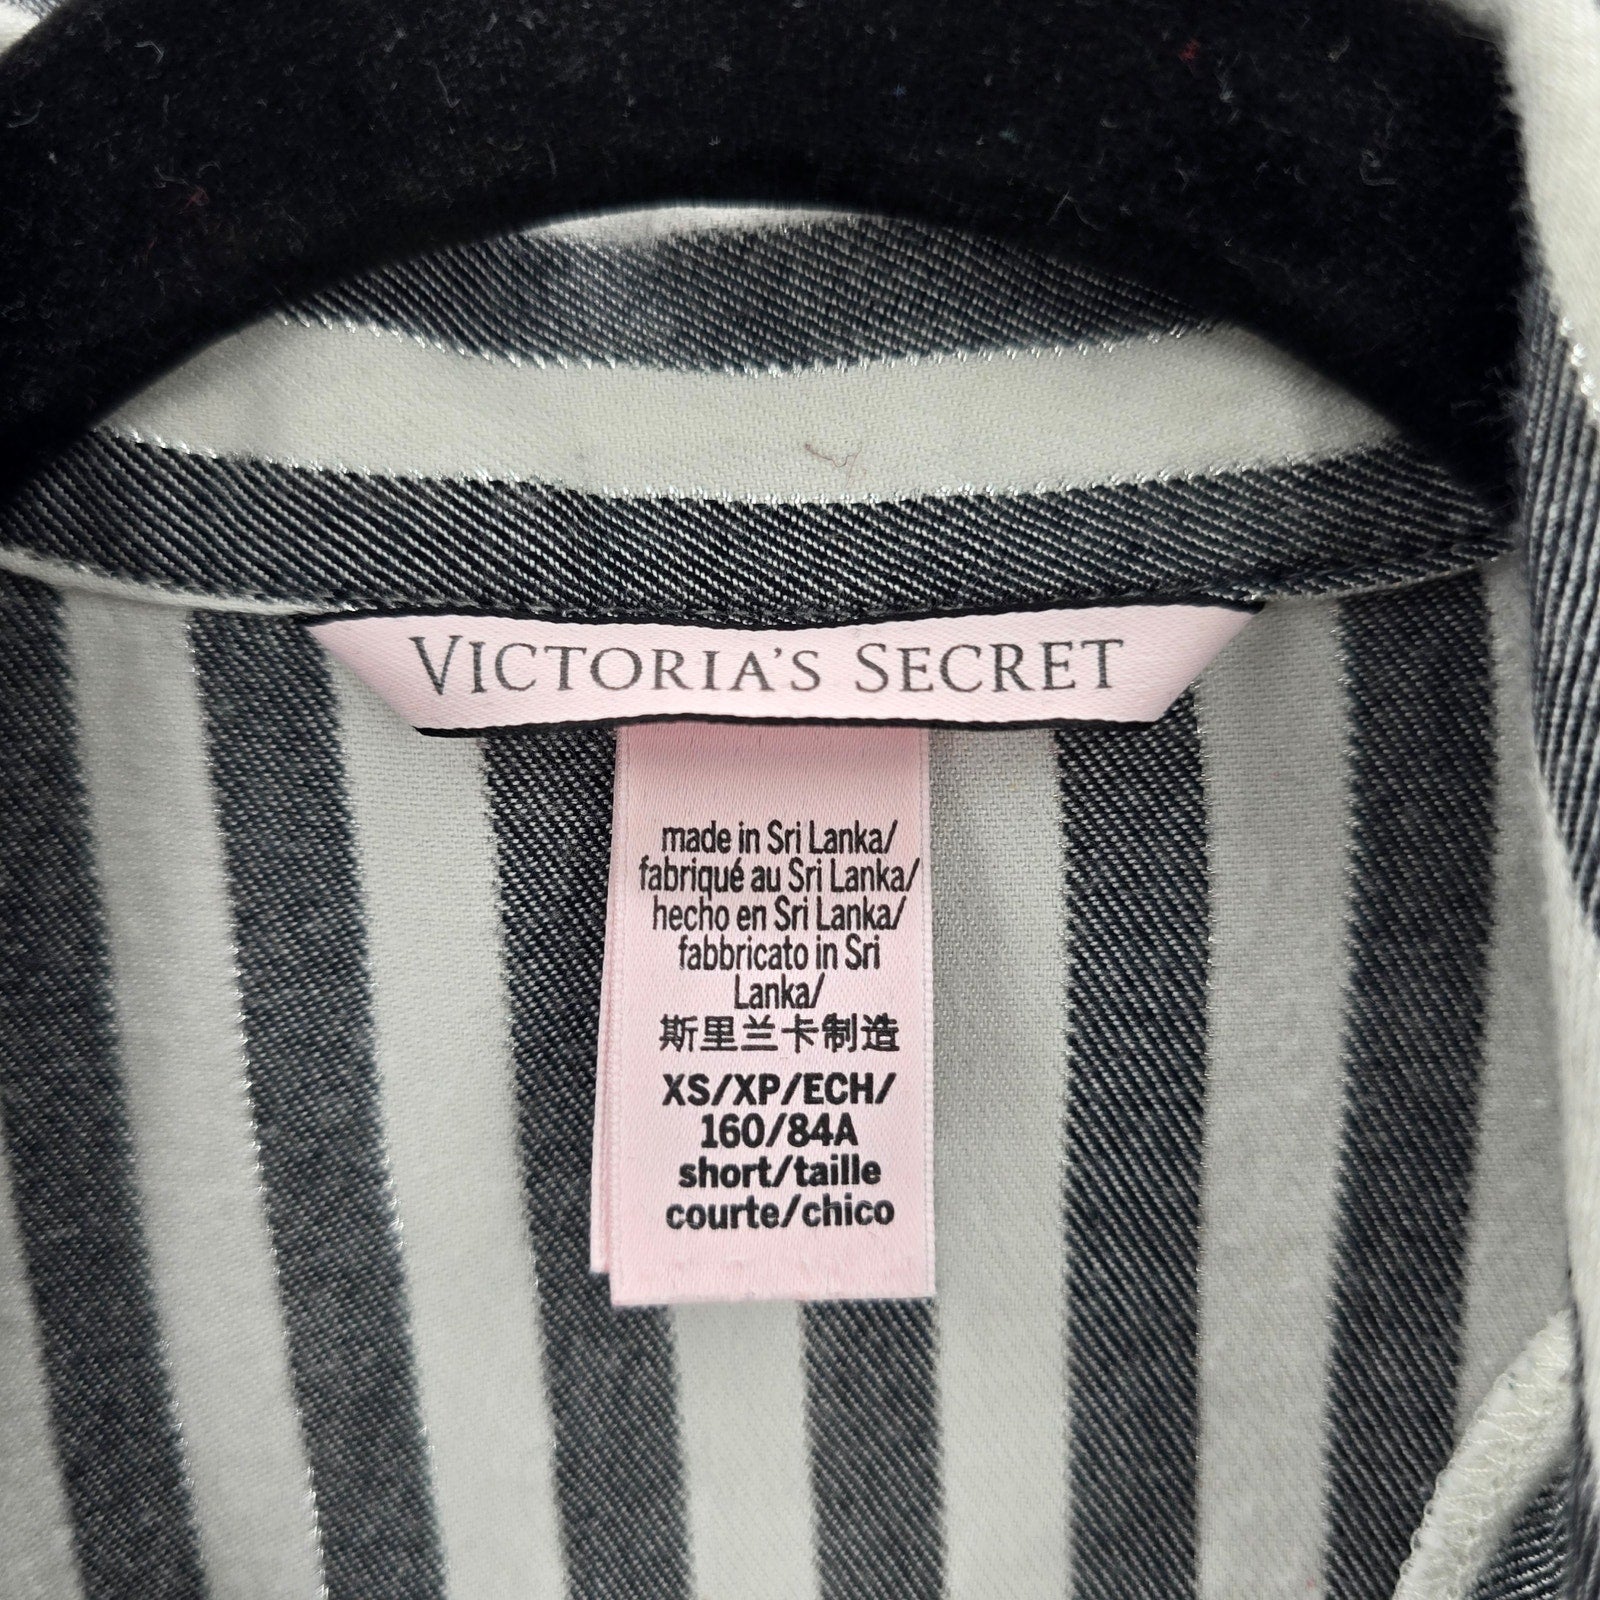 VICTORIA'S SECRET
made in Sri Lanka/
fabriqué au Sri Lanka/
hecho en Sri Lanka/
fabbricato in Sri
Lanka/
斯里兰卡制造
XS/XP/ECH/
160/84A
short/taille
courte/chico